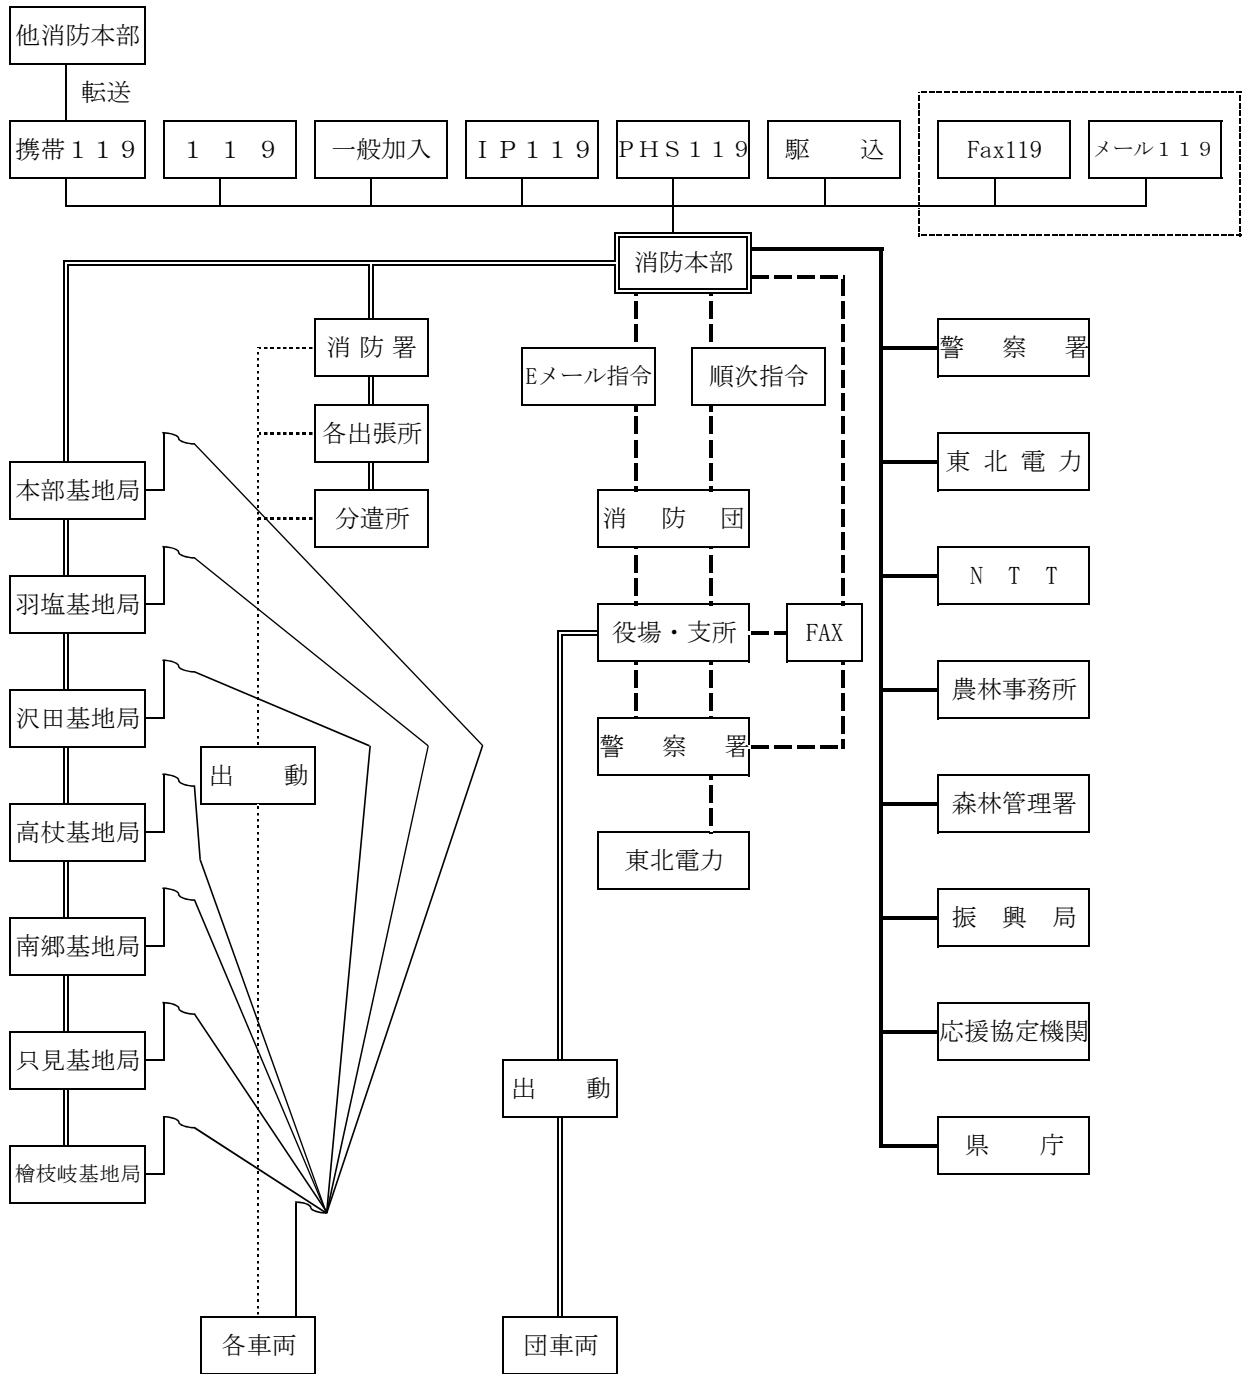 他消防本部
転送
携帯１１９
１１９
一般加入
ＩＰ１１９
ＰＨＳ１１９
駆込
Fax119
メール１１９
消防本部
消防署
Eメール指令
順次指令
警察署
各出張所
東北電力
本部基地局
分遣所
消防団
ＮＴＴ
羽塩基地局
役場・支所
FAX
農林事務所
沢田基地局
出動
警察署
森林管理署
高杖基地局
東北電力
振興局
南郷基地局
応援協定機関
只見基地局
出動
県庁
檜枝岐基地局
各車両
団車両